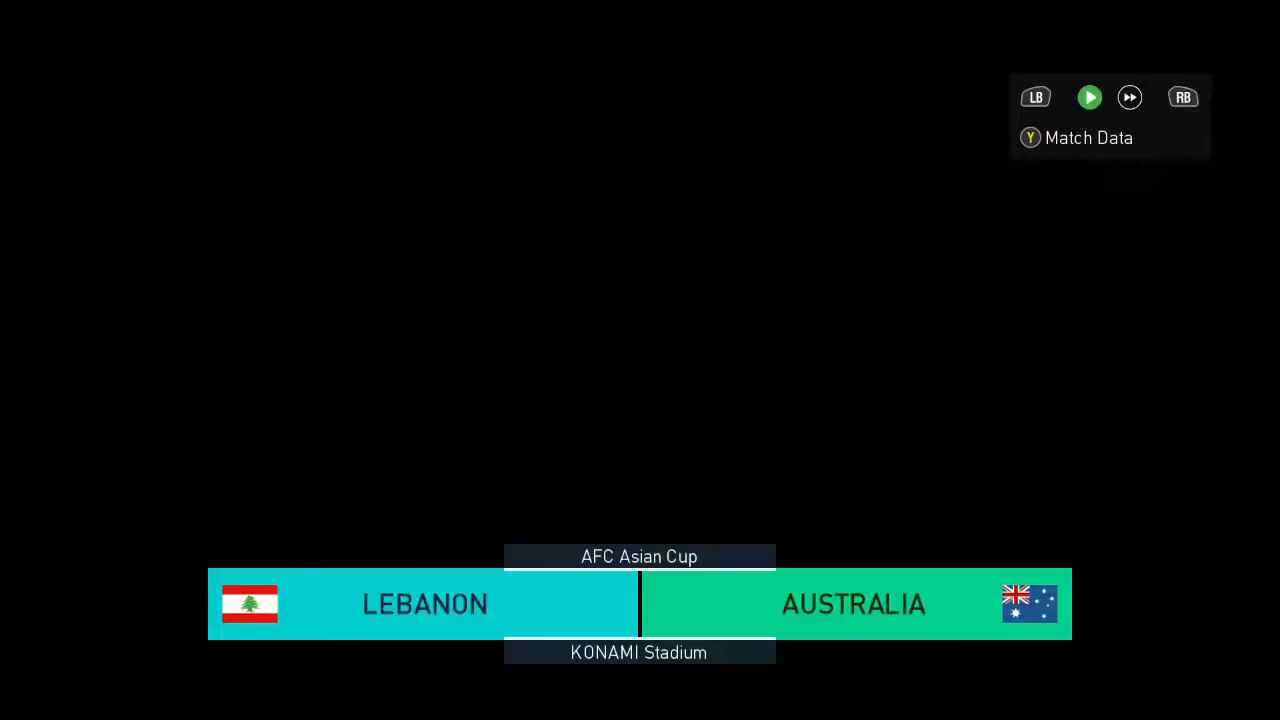 LB RB
Y Match Data
AFC Asian Cup
LEBANON AUSTRALIA
KONAMI Stadium